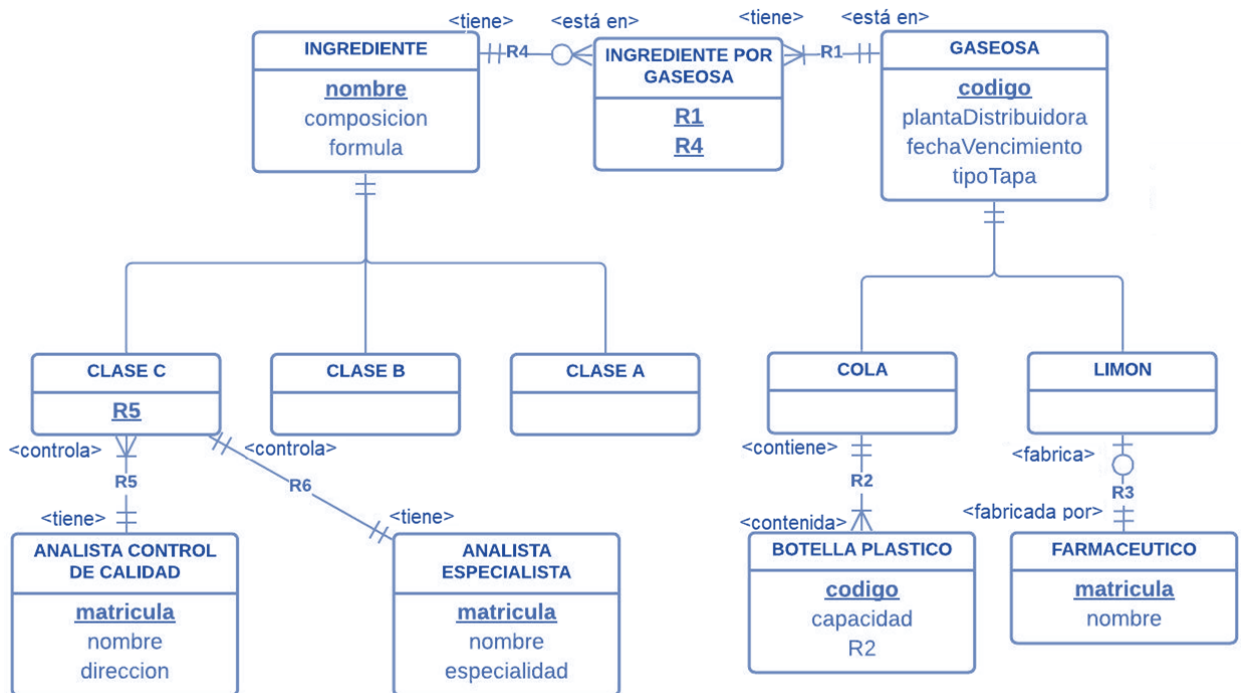 <tiene>
<está en>
<tiene>
<está en>
INGREDIENTE
nombre
composicion
formula
R4
INGREDIENTE POR
GASEOSA
R1
R4
R1
GASEOSA
codigo
plantaDistribuidora
fechaVencimiento
tipoTapa
CLASE C
R5
CLASE B
CLASE A
COLA
LIMON
<controla>
<controla>
<contiene>
<fabrica>
R5
R6
R2
R3
<tiene>
<tiene>
<contenida>
<fabricada por>
ANALISTA CONTROL
DE CALIDAD
matricula
nombre
direccion
ANALISTA
ESPECIALISTA
matricula
nombre
especialidad
BOTELLA PLASTICO
codigo
capacidad
R2
FARMACEUTICO
matricula
nombre